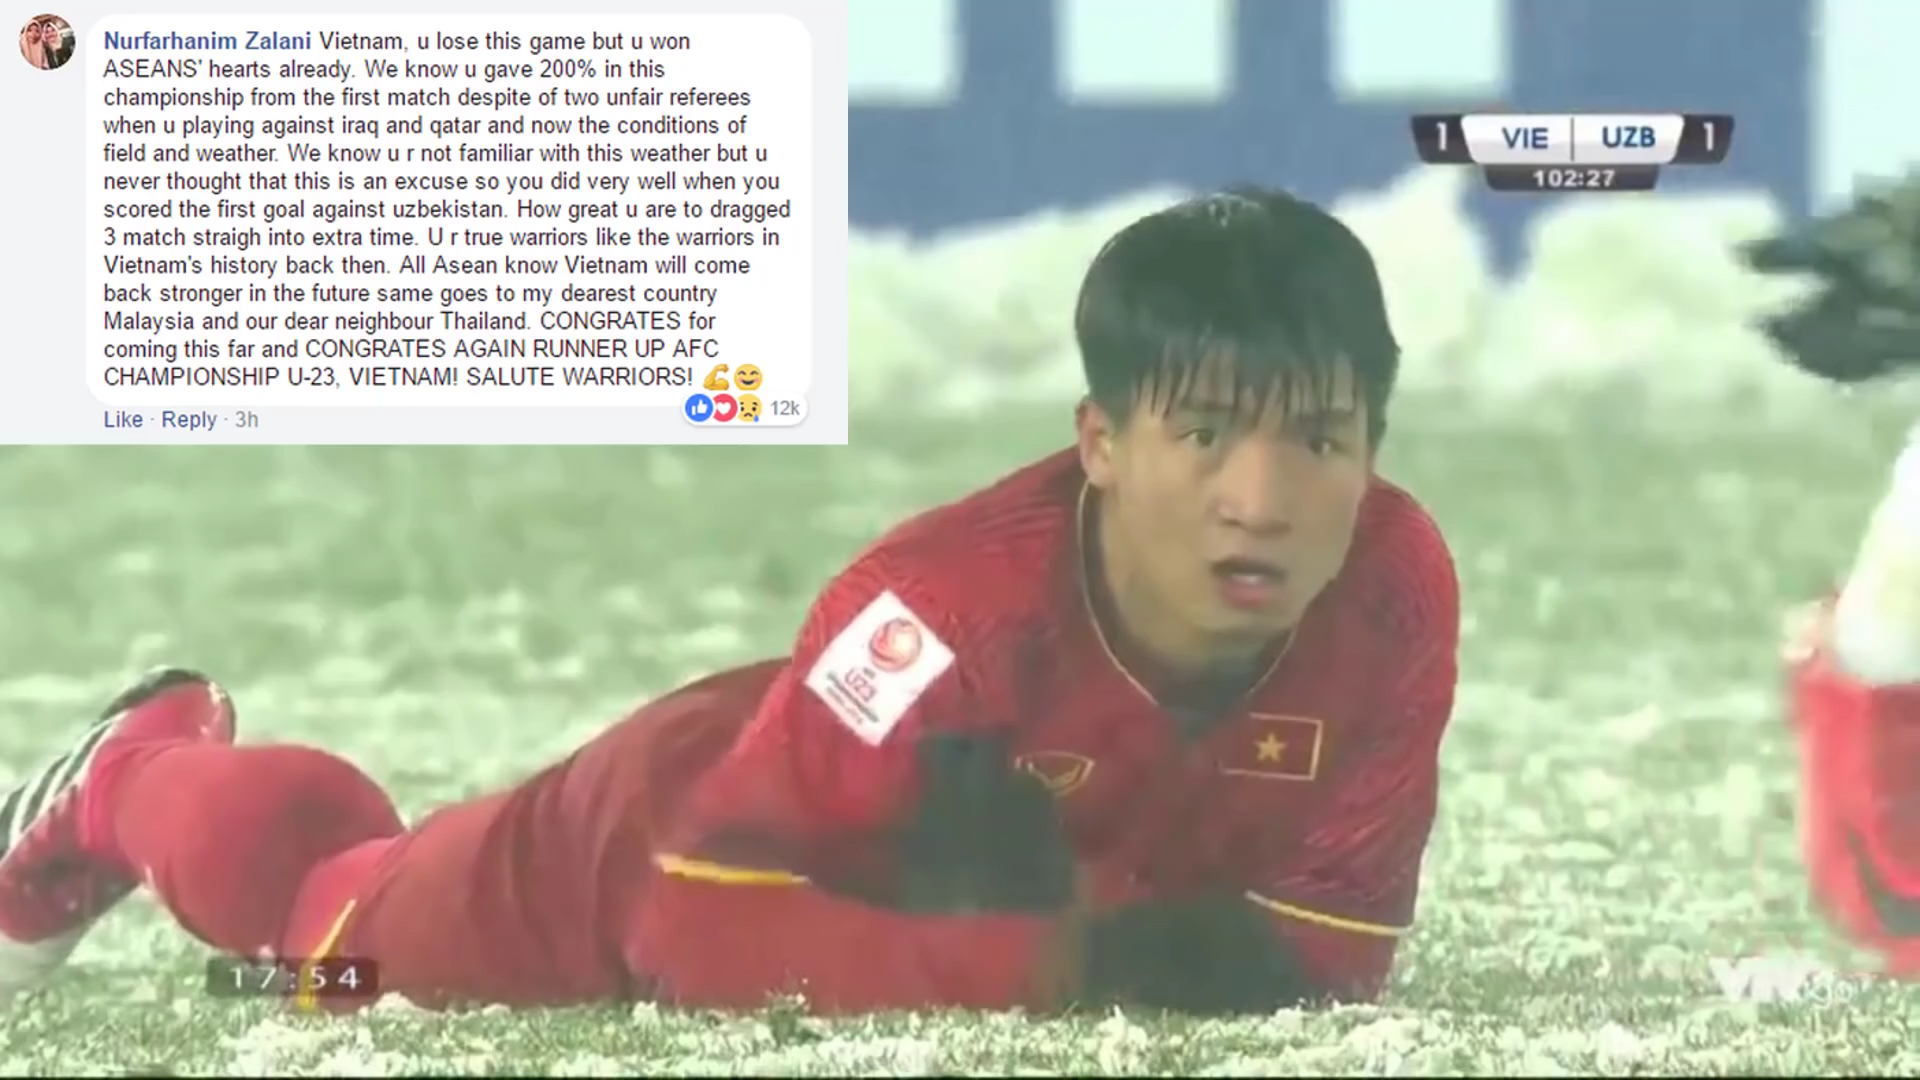 Nurfarhanim Zalani Vietnam, u lose this game but u won
ASEANS' hearts already. We know u gave 200% in this
championship from the first match despite of two unfair referees
when u playing against iraq and qatar and now the conditions of
field and weather. We know u r not familiar with this weather but u
never thought that this is an excuse so you did very well when you
scored the first goal against uzbekistan. How great u are to dragged
3 match straigh into extra time. U r true warriors like the warriors in
Vietnam's history back then. All Asean know Vietnam will come
back stronger in the future same goes to my dearest country
Malaysia and our dear neighbour Thailand. CONGRATES for
coming this far and CONGRATES AGAIN RUNNER UP AFC
CHAMPIONSHIP U-23, VIETNAM! SALUTE WARRIORS! 💪😄
12k
Like · Reply · 3h
1 VIE UZB 1
102:27
U23
17:54